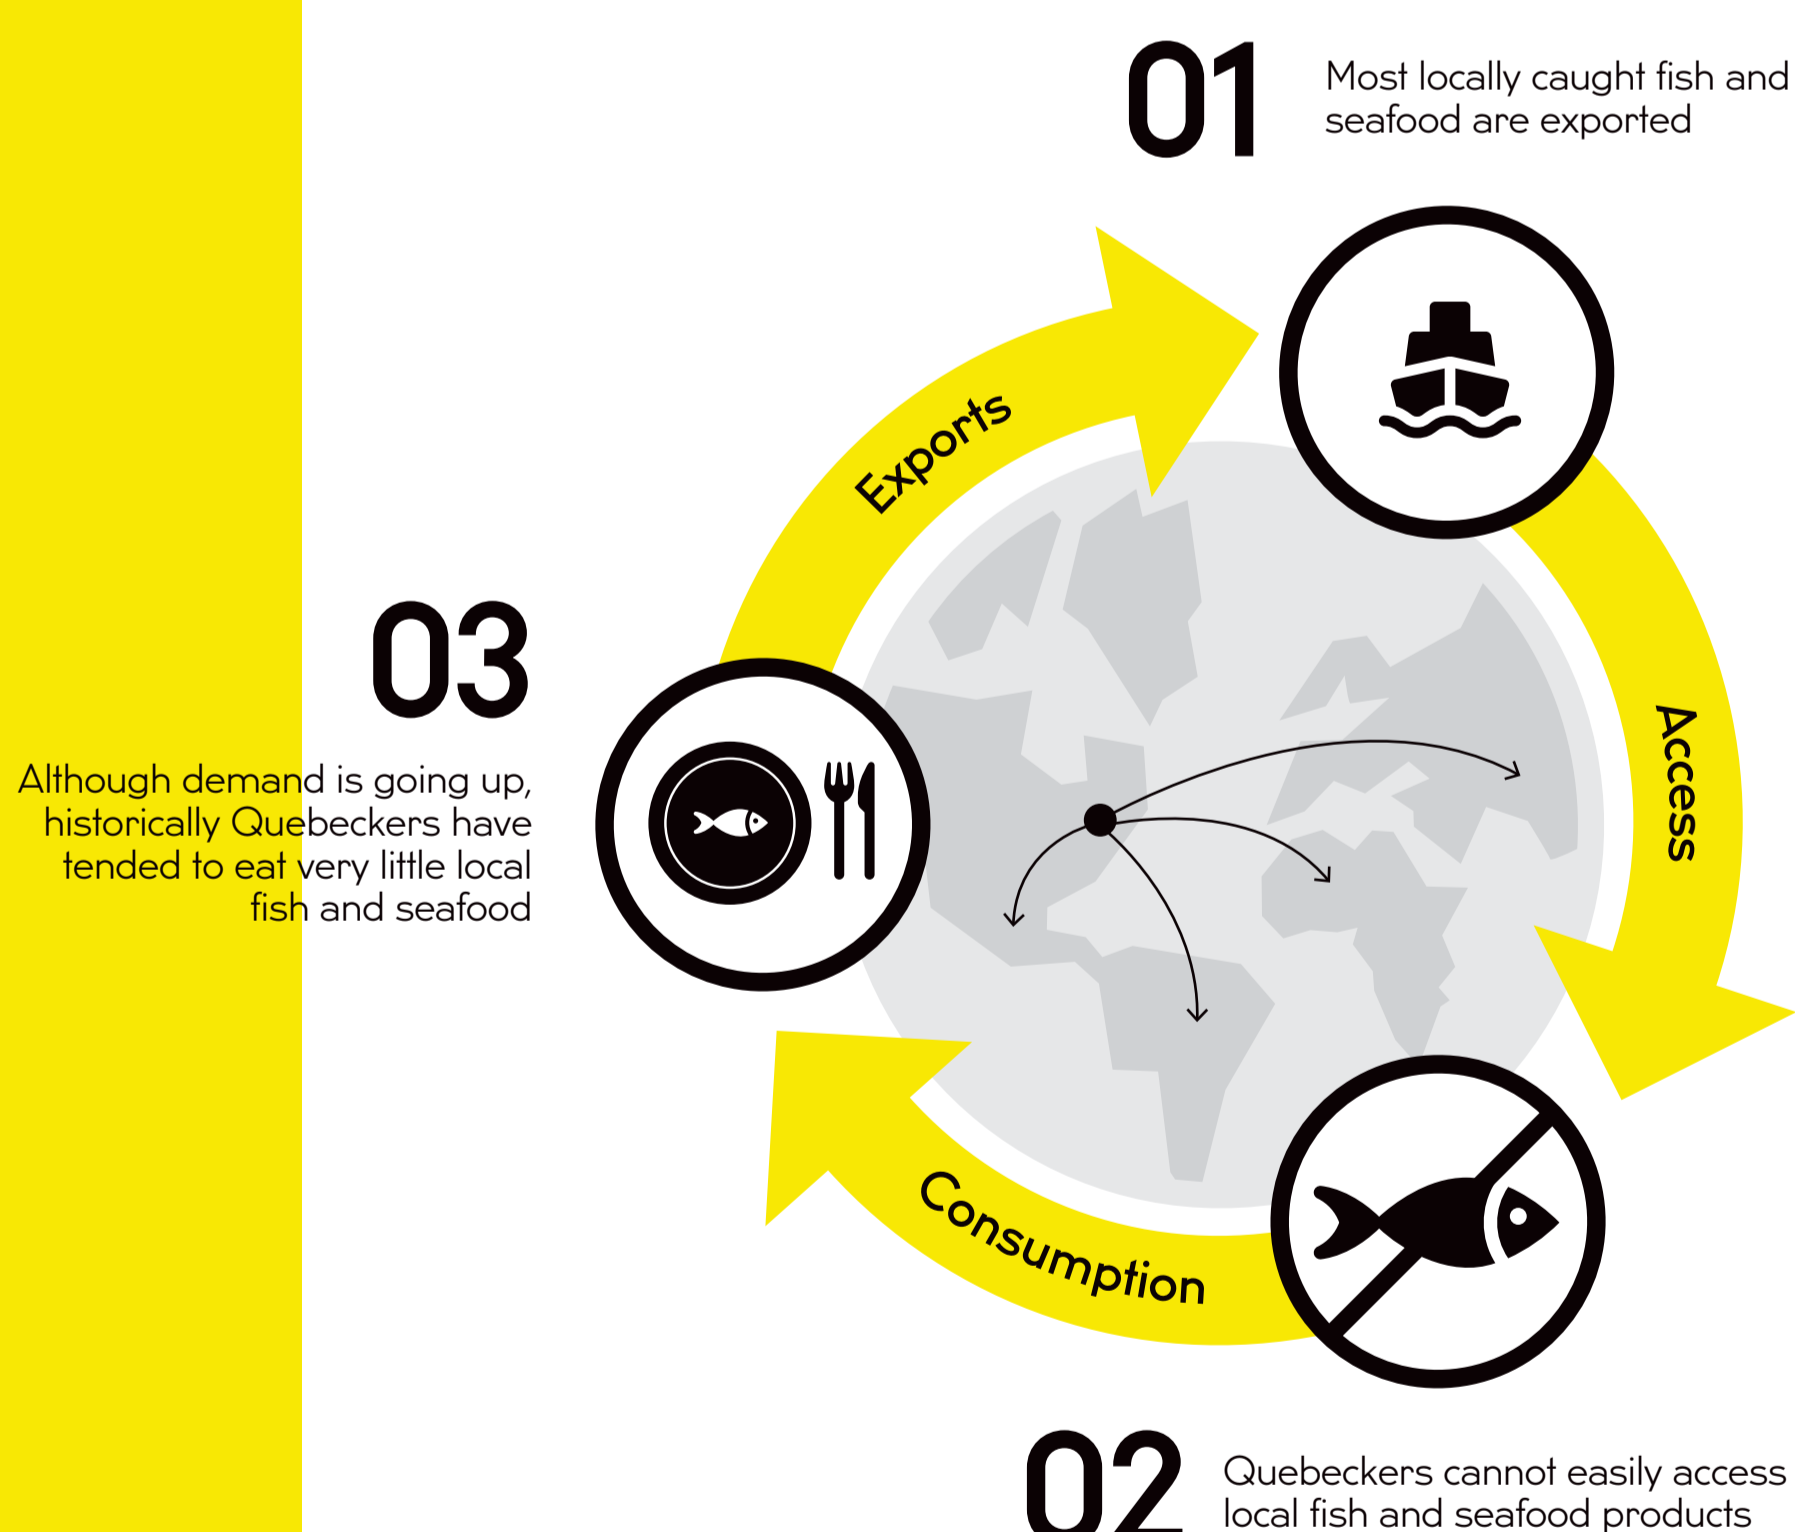 01
Most locally caught fish and
seafood are exported
Exports
Access
03
Although demand is going up,
historically Quebeckers have
tended to eat very little local
fish and seafood
Consumption
02
Quebeckers cannot easily access
local fish and seafood products